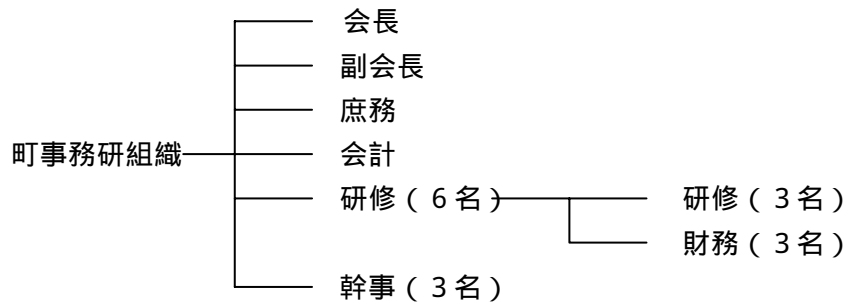 会長
副会長
庶務
町事務研組織 会計
研修（６名） 研修（３名）
財務（３名）
幹事（３名）